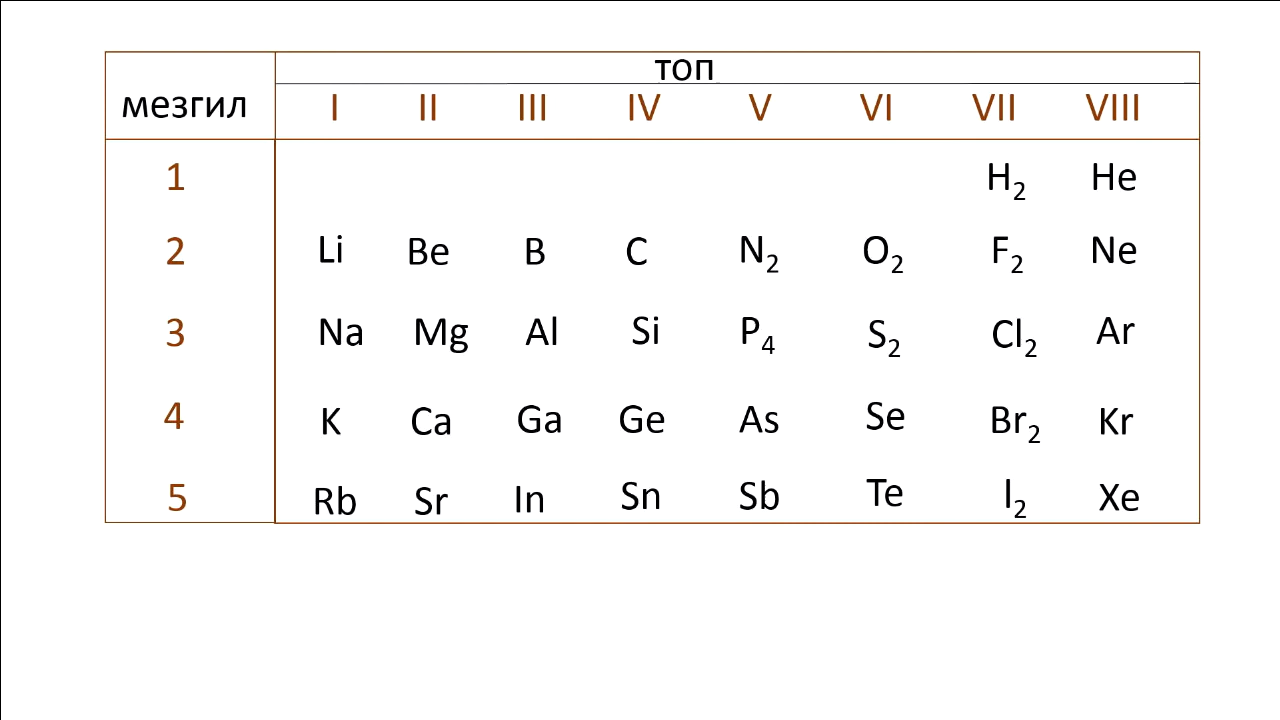 топ
мезгил I II III IV V VI VII VIII
1 H₂ He
2 Li Be B C N₂ O₂ F₂ Ne
3 Na Mg Al Si P₄ S₂ Cl₂ Ar
4 K Ca Ga Ge As Se Br₂ Kr
5 Rb Sr In Sn Sb Te I₂ Xe